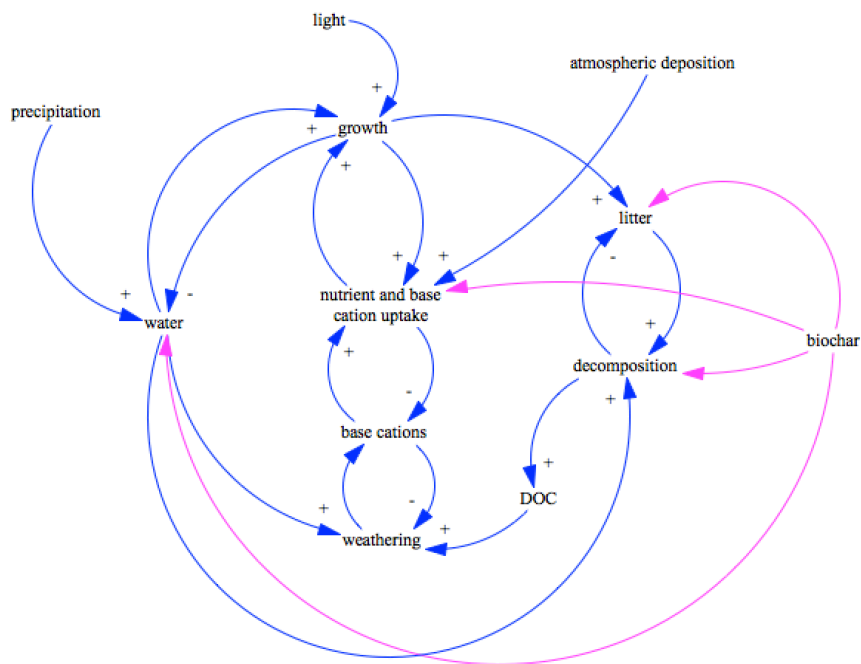 light
atmospheric deposition
precipitation
+
+
growth
+
+
litter
+
+
-
-
+
nutrient and base
cation uptake
water
+
biochar
+
decomposition
-
+
base cations
+
-
DOC
+
+
weathering